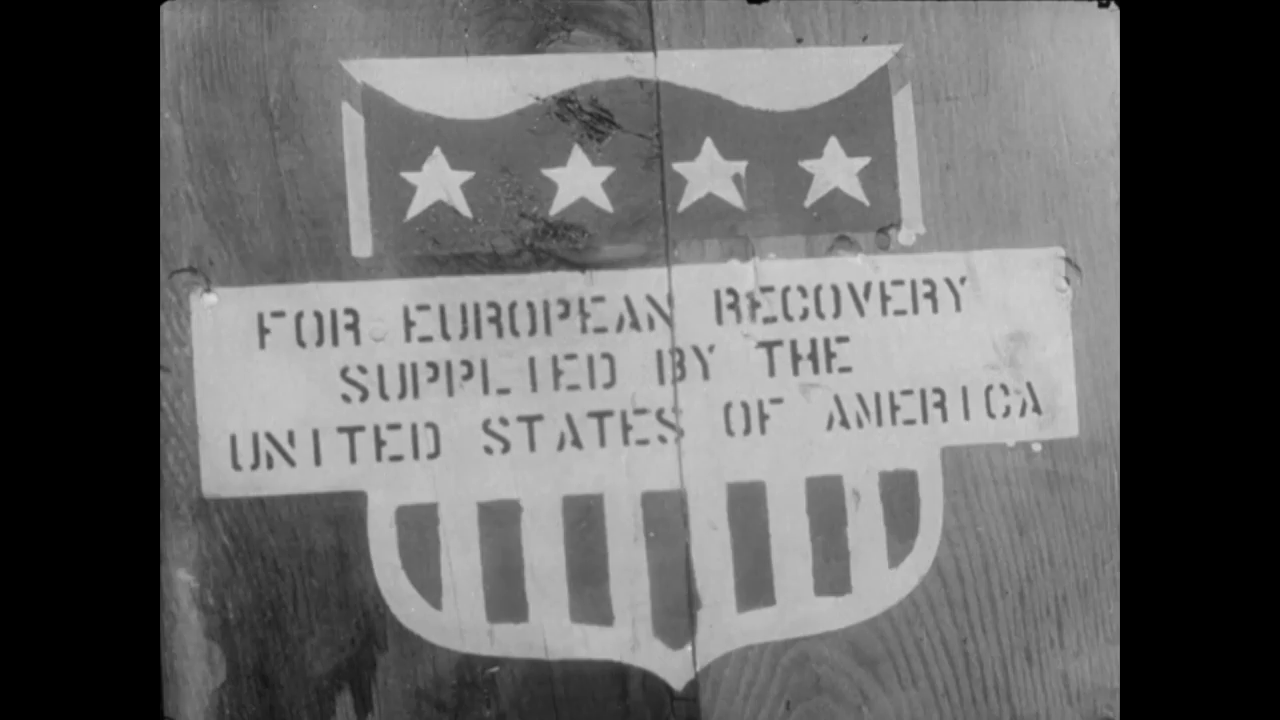 FOR EUROPEAN RECOVERY
SUPPLIED BY THE
UNITED STATES OF AMERICA